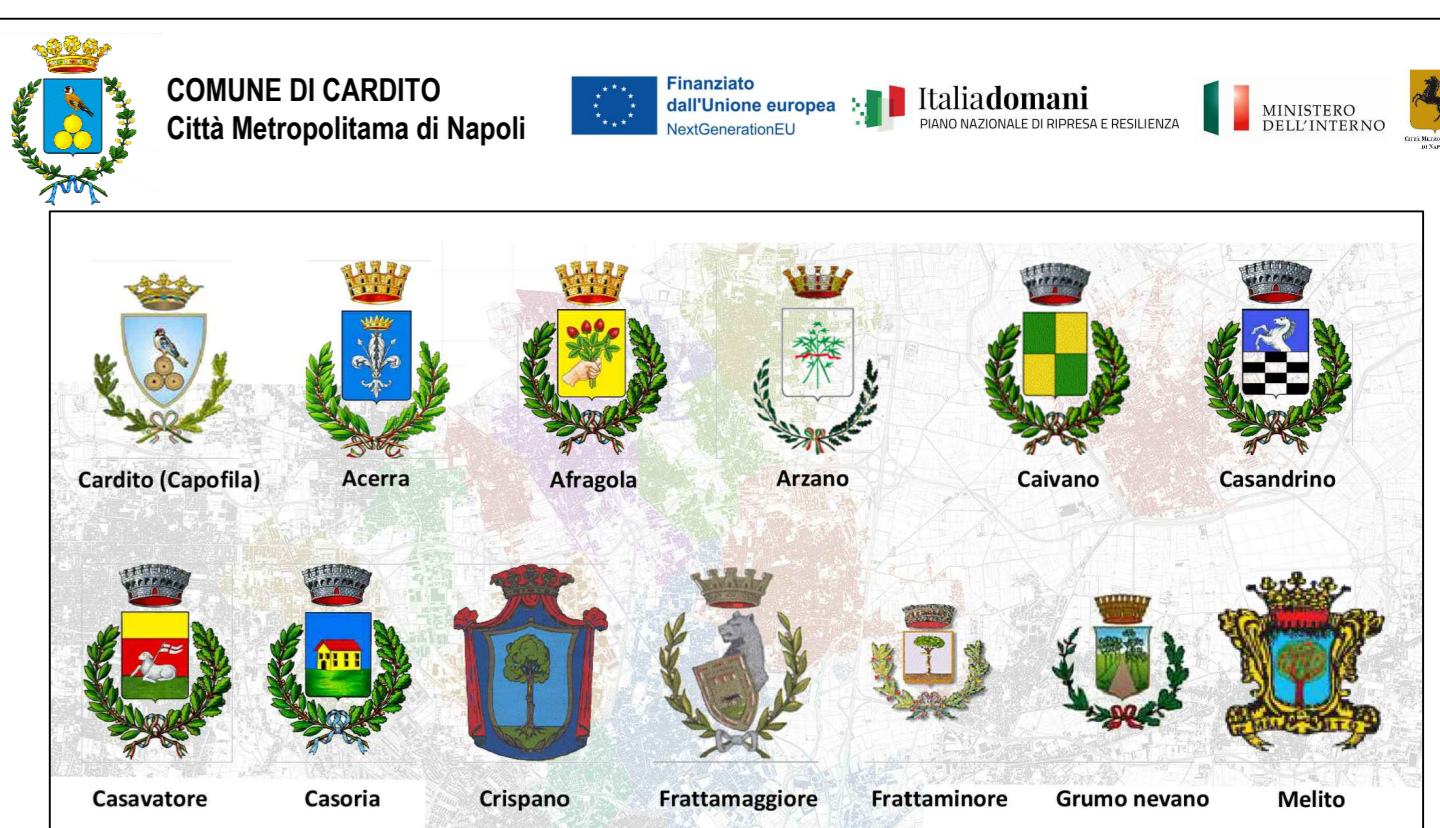 COMUNE DI CARDITO
Città Metropolitama di Napoli
Finanziato
dall'Unione europea
NextGenerationEU
Italiadomani
PIANO NAZIONALE DI RIPRESA E RESILIENZA
MINISTERO
DELL'INTERNO
Cardito (Capofila)
Acerra
Afragola
Arzano
Caivano
Casandrino
Casavatore
Casoria
Crispano
Frattamaggiore
Frattaminore
Grumo nevano
Melito